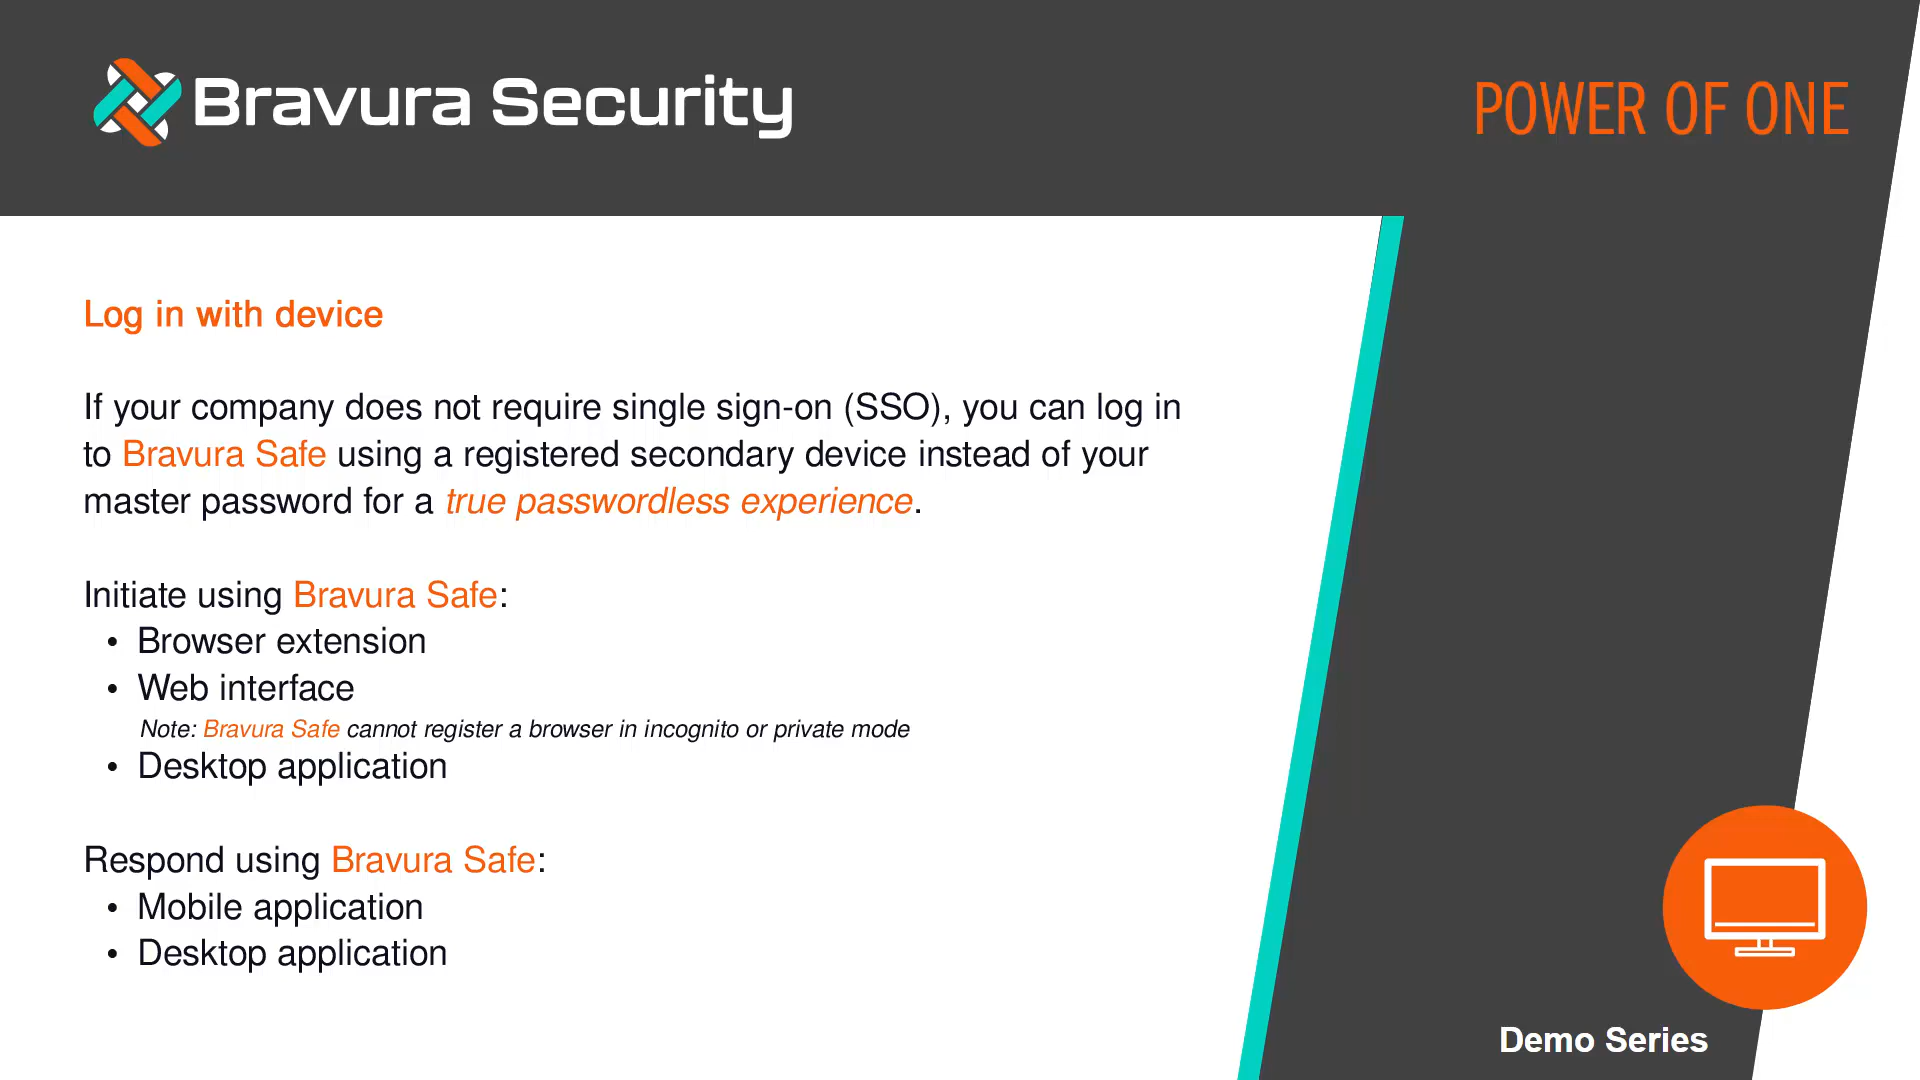 Bravura Security
POWER OF ONE
Log in with device
If your company does not require single sign-on (SSO), you can log in
to Bravura Safe using a registered secondary device instead of your
master password for a true passwordless experience.
Initiate using Bravura Safe:
• Browser extension
• Web interface
Note: Bravura Safe cannot register a browser in incognito or private mode
• Desktop application
Respond using Bravura Safe:
• Mobile application
• Desktop application
Demo Series